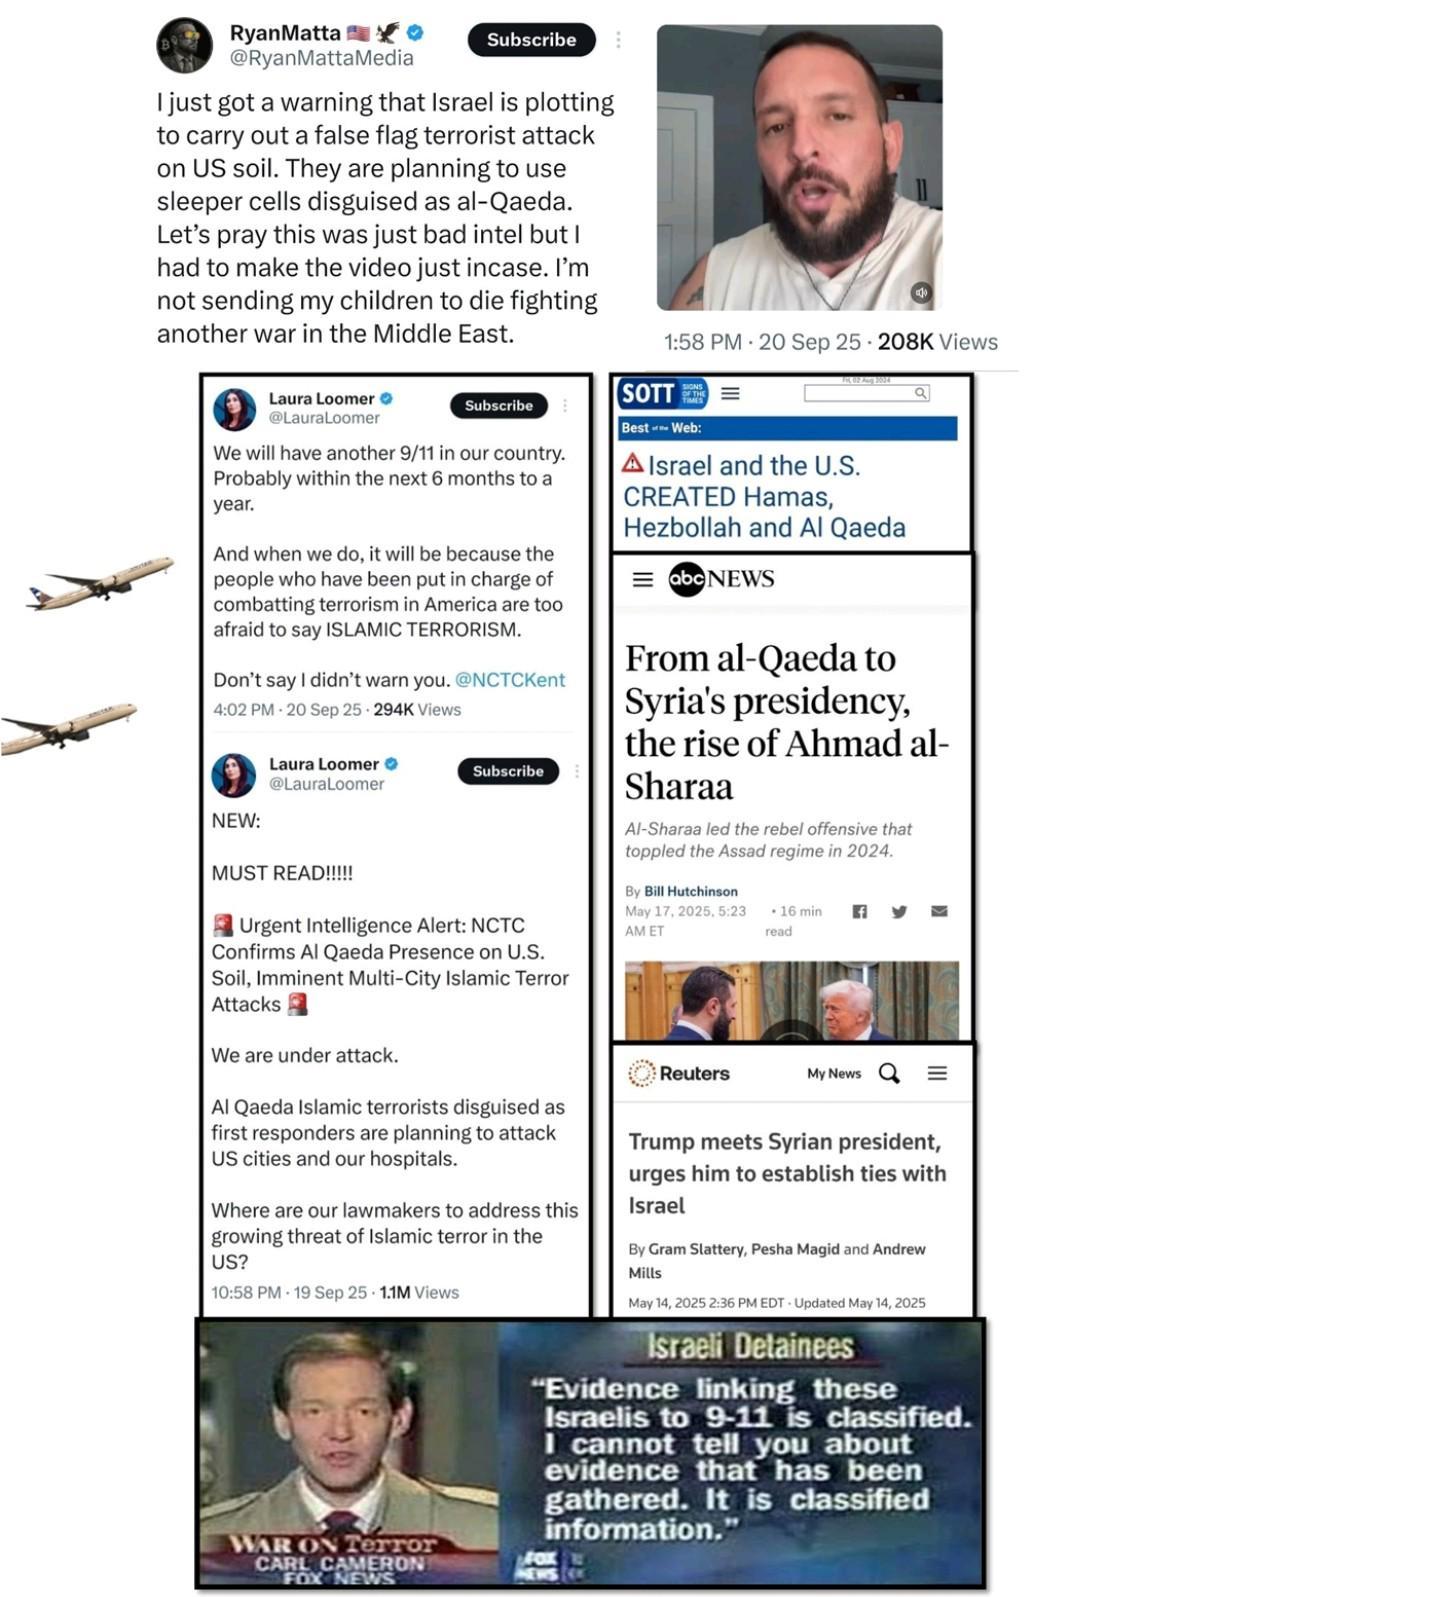 RyanMatta
@RyanMattaMedia
Subscribe
I just got a warning that Israel is plotting
to carry out a false flag terrorist attack
on US soil. They are planning to use
sleeper cells disguised as al-Qaeda.
Let's pray this was just bad intel but I
had to make the video just incase. I'm
not sending my children to die fighting
another war in the Middle East.
1:58 PM · 20 Sep 25 · 208K Views
Laura Loomer
@LauraLoomer
Subscribe
We will have another 9/11 in our country.
Probably within the next 6 months to a
year.
And when we do, it will be because the
people who have been put in charge of
combatting terrorism in America are too
afraid to say ISLAMIC TERRORISM.
Don't say I didn't warn you. @NCTCKent
4:02 PM · 20 Sep 25 · 294K Views
Laura Loomer
@LauraLoomer
Subscribe
NEW:
MUST READ!!!!!
🚨 Urgent Intelligence Alert: NCTC
Confirms Al Qaeda Presence on U.S.
Soil, Imminent Multi-City Islamic Terror
Attacks 🚨
We are under attack.
Al Qaeda Islamic terrorists disguised as
first responders are planning to attack
US cities and our hospitals.
Where are our lawmakers to address this
growing threat of Islamic terror in the
US?
10:58 PM · 19 Sep 25 · 1.1M Views
Fri, 02 Aug 2024
SOTT SIGNS OF THE TIMES
Best of the Web:
Israel and the U.S.
CREATED Hamas,
Hezbollah and Al Qaeda
abc NEWS
From al-Qaeda to
Syria's presidency,
the rise of Ahmad al-
Sharaa
Al-Sharaa led the rebel offensive that
toppled the Assad regime in 2024.
By Bill Hutchinson
May 17, 2025, 5:23
AM ET
• 16 min
read
Reuters
My News
Trump meets Syrian president,
urges him to establish ties with
Israel
By Gram Slattery, Pesha Magid and Andrew
Mills
May 14, 2025 2:36 PM EDT · Updated May 14, 2025
Israeli Detainees
"Evidence linking these
Israelis to 9-11 is classified.
I cannot tell you about
evidence that has been
gathered. It is classified
information."
WAR ON TERROR
CARL CAMERON
FOX NEWS
FOX
NEWS